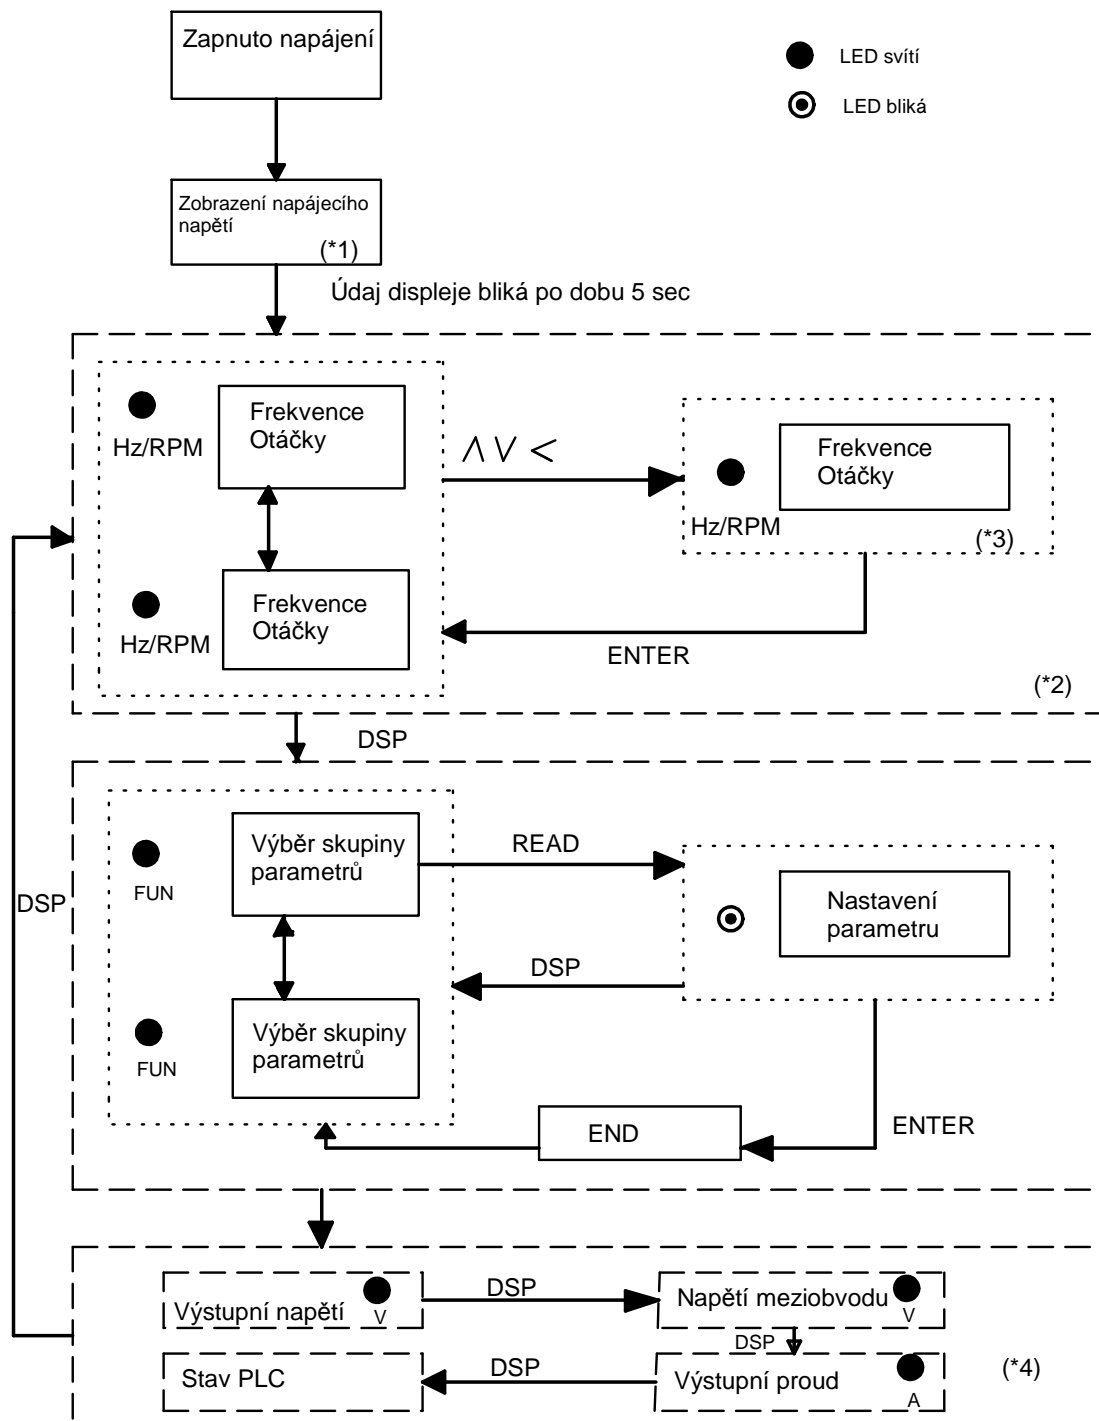 Zapnuto napájení
LED svítí
LED bliká
Zobrazení napájecího
napětí
(*1)
Údaj displeje bliká po dobu 5 sec
Frekvence
Otáčky
Hz/RPM
Λ V <
Frekvence
Otáčky
Hz/RPM
(*3)
Frekvence
Otáčky
Hz/RPM
ENTER
(*2)
DSP
Výběr skupiny
parametrů
FUN
READ
DSP
Nastavení
parametru
DSP
Výběr skupiny
parametrů
FUN
END
ENTER
Výstupní napětí
V
DSP
Napětí meziobvodu
V
DSP
Stav PLC
DSP
Výstupní proud
A
(*4)